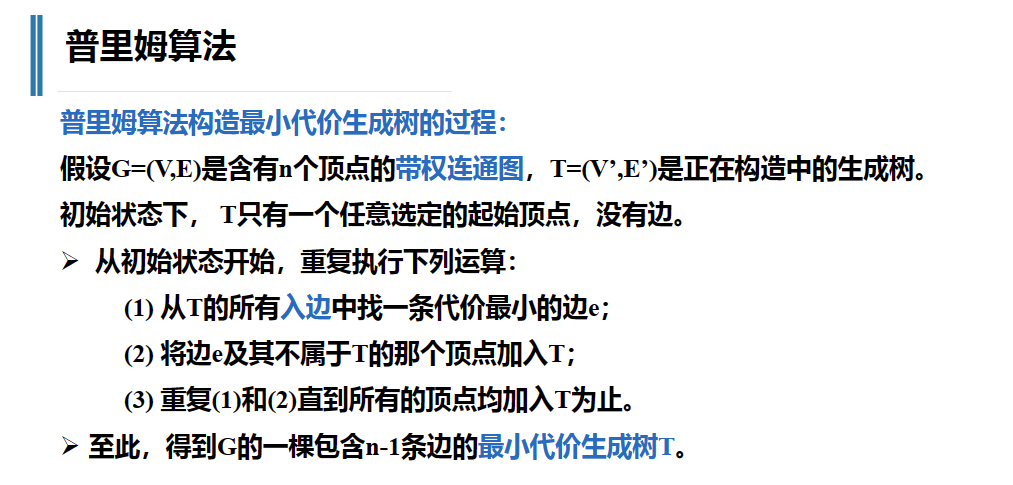 普里姆算法
普里姆算法构造最小代价生成树的过程：
假设G=(V,E)是含有n个顶点的带权连通图，T=(V’,E’)是正在构造中的生成树。
初始状态下， T只有一个任意选定的起始顶点，没有边。
➢ 从初始状态开始，重复执行下列运算：
(1) 从T的所有入边中找一条代价最小的边e；
(2) 将边e及其不属于T的那个顶点加入T；
(3) 重复(1)和(2)直到所有的顶点均加入T为止。
➢ 至此，得到G的一棵包含n-1条边的最小代价生成树T。